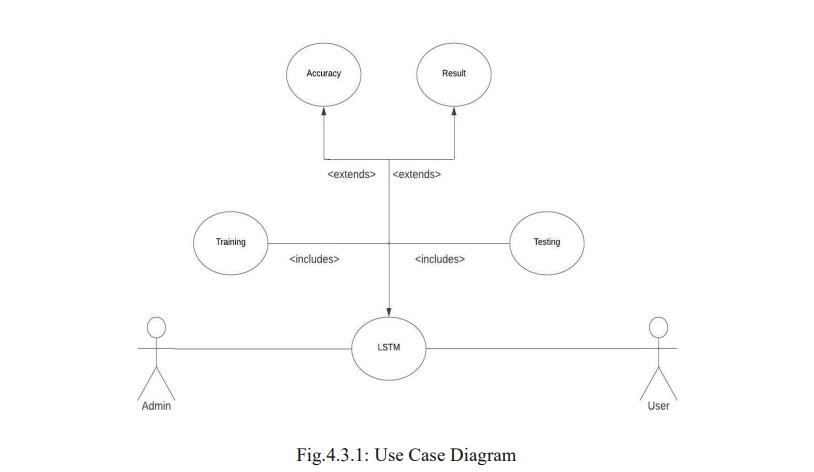 Accuracy
Result
<extends>
<extends>
Training
Testing
<includes>
<includes>
LSTM
Admin
User
Fig.4.3.1: Use Case Diagram